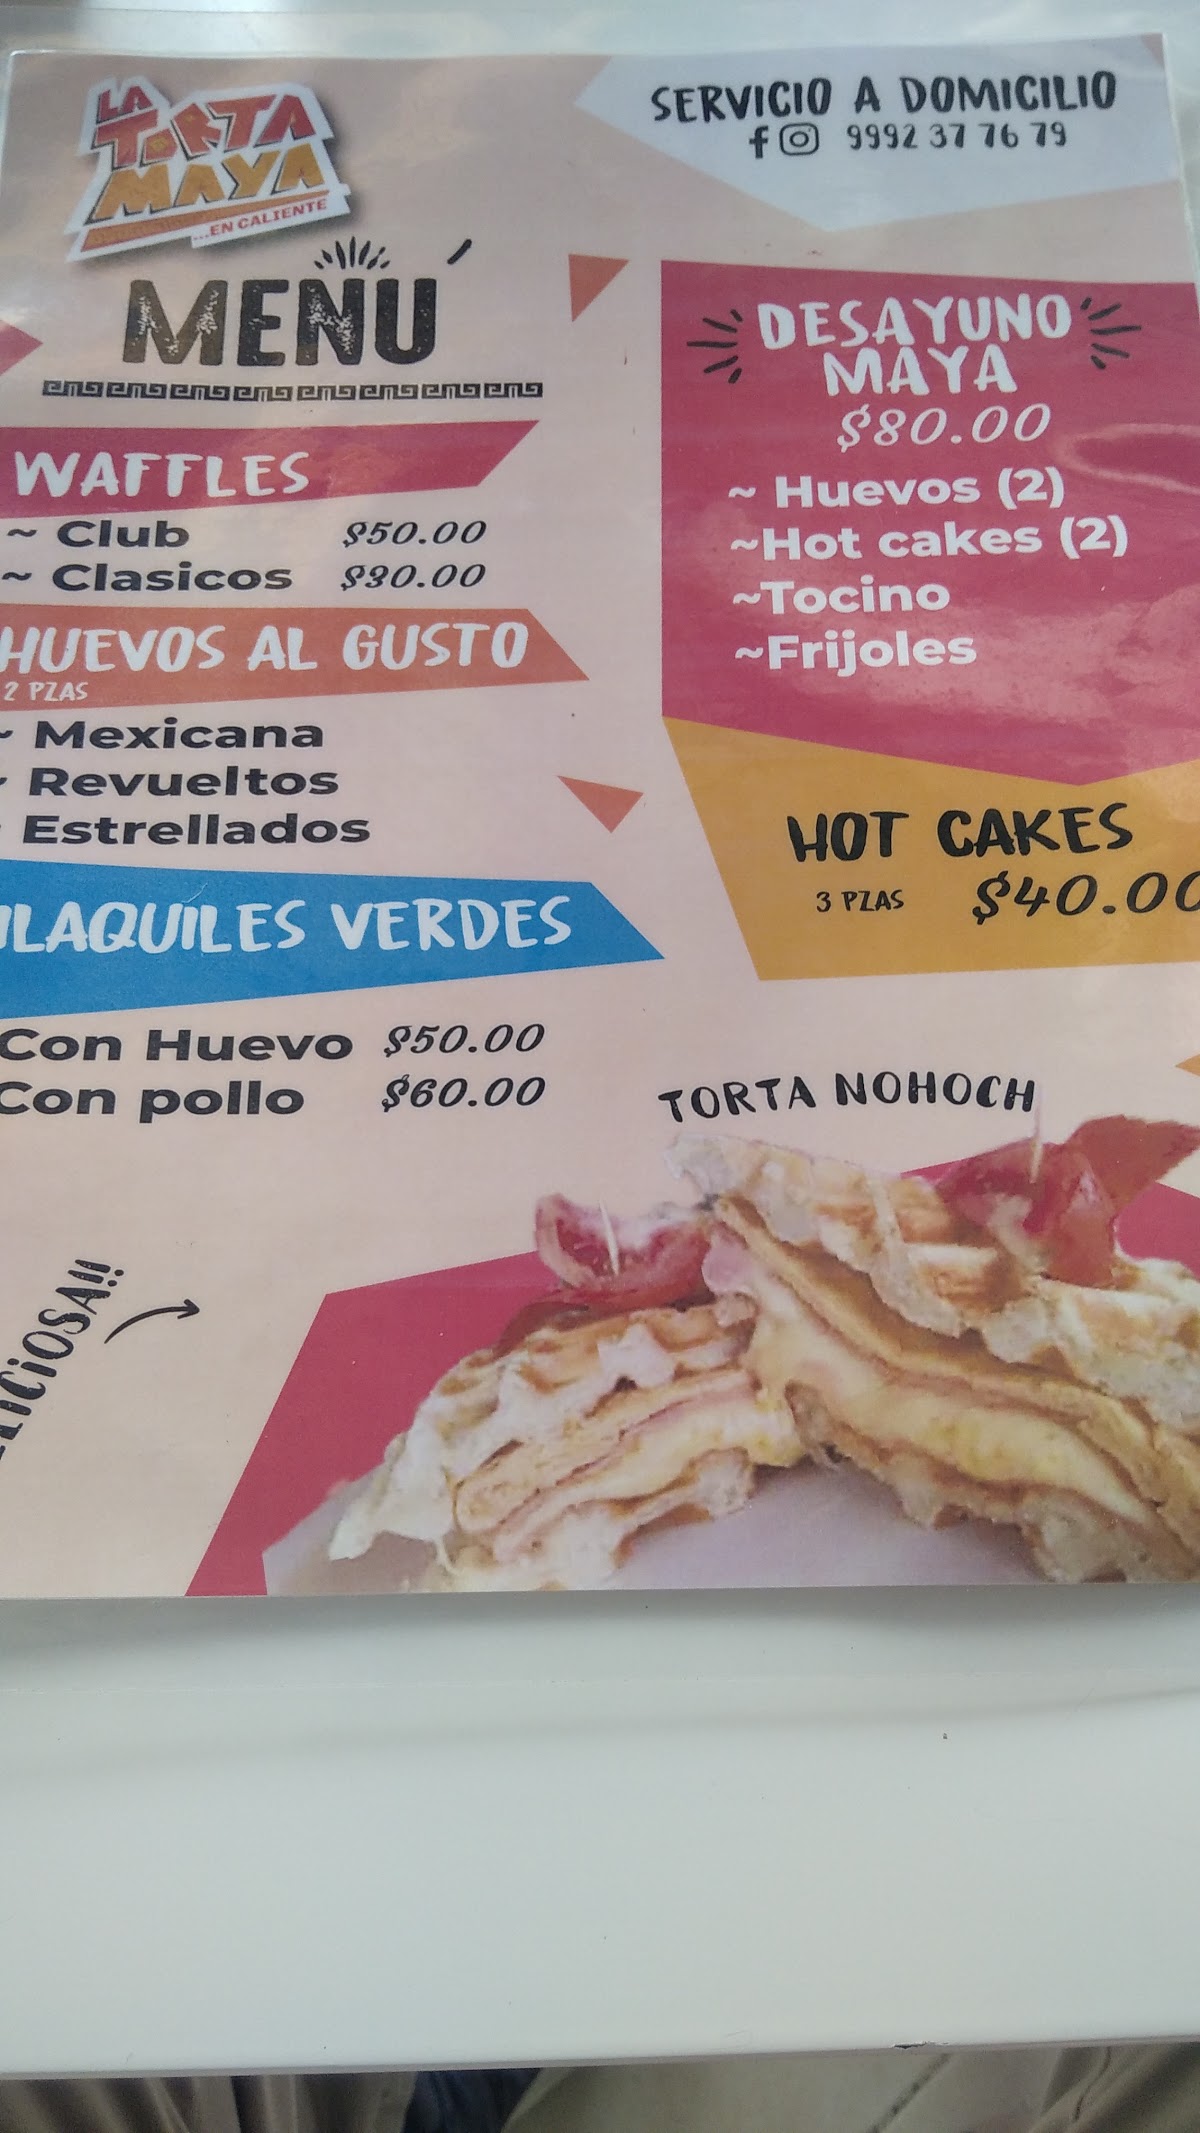 LA
TORTA
MAYA
...EN CALIENTE
SERVICIO A DOMICILIO
9992 37 76 79
MENÚ
WAFFLES
~ Club $50.00
~ Clasicos $30.00
HUEVOS AL GUSTO
2 PZAS
~ Mexicana
~ Revueltos
Estrellados
ILAQUILES VERDES
Con Huevo $50.00
Con pollo $60.00
DESAYUNO
MAYA
$80.00
~ Huevos (2)
~Hot cakes (2)
~Tocino
~Frijoles
HOT CAKES
3 PZAS $40.00
TORTA NOHOCH
LICIOSA!!